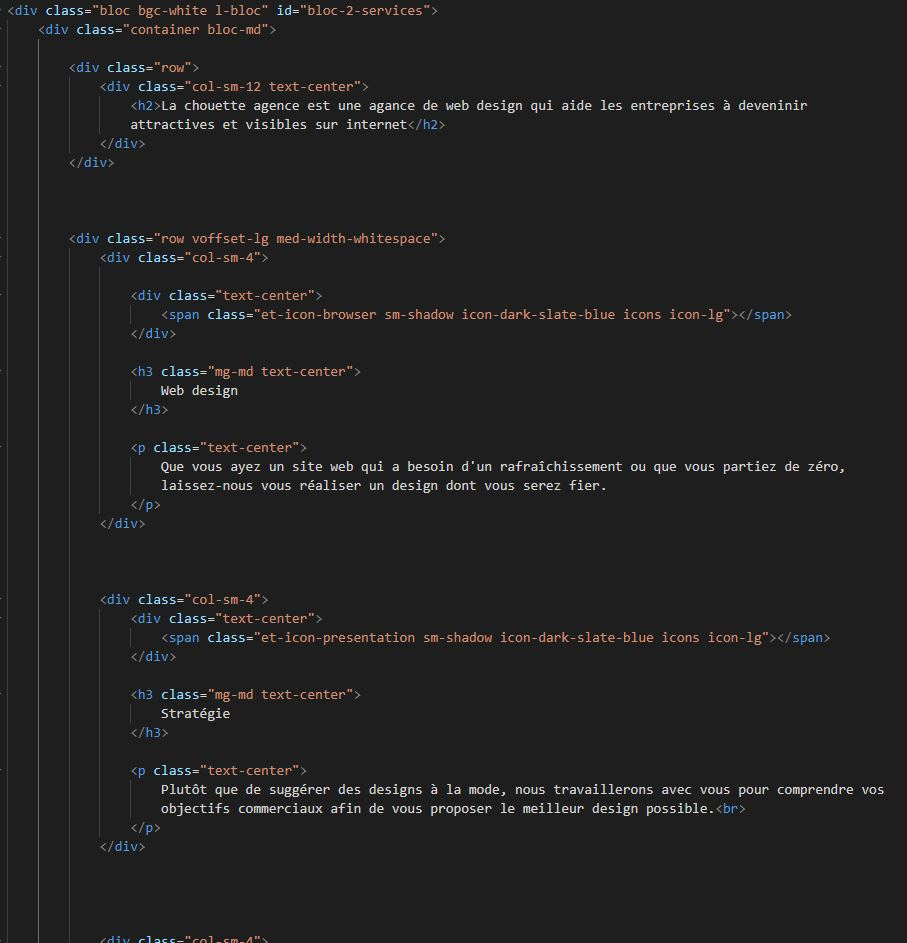 <div class="bloc bgc-white l-bloc" id="bloc-2-services">
<div class="container bloc-md">
<div class="row">
<div class="col-sm-12 text-center">
<h2>La chouette agence est une agance de web design qui aide les entreprises à deveninir
attractives et visibles sur internet</h2>
</div>
</div>
<div class="row voffset-lg med-width-whitespace">
<div class="col-sm-4">
<div class="text-center">
<span class="et-icon-browser sm-shadow icon-dark-slate-blue icons icon-lg"></span>
</div>
<h3 class="mg-md text-center">
Web design
</h3>
<p class="text-center">
Que vous ayez un site web qui a besoin d'un rafraîchissement ou que vous partiez de zéro,
laissez-nous vous réaliser un design dont vous serez fier.
</p>
</div>
<div class="col-sm-4">
<div class="text-center">
<span class="et-icon-presentation sm-shadow icon-dark-slate-blue icons icon-lg"></span>
</div>
<h3 class="mg-md text-center">
Stratégie
</h3>
<p class="text-center">
Plutôt que de suggérer des designs à la mode, nous travaillerons avec vous pour comprendre vos
objectifs commerciaux afin de vous proposer le meilleur design possible.<br>
</p>
</div>
<div class="col-sm-4">